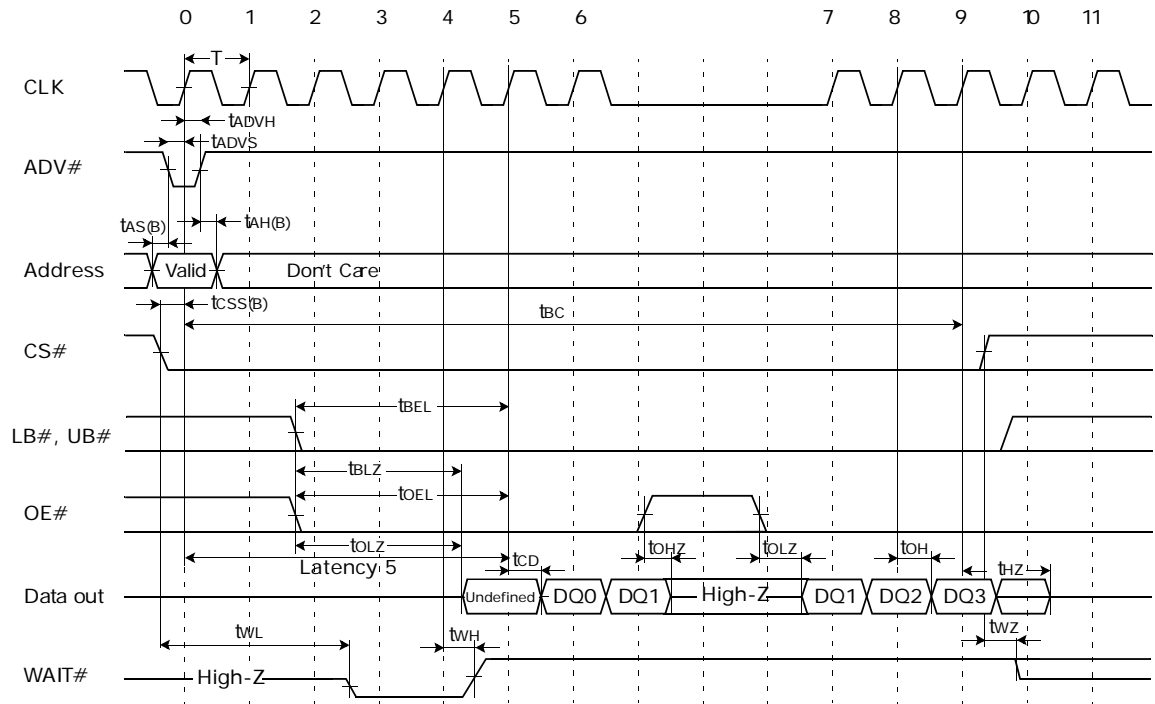 0 1 2 3 4 5 6 7 8 9 10 11
T
CLK
tADVH
tADVS
ADV#
tAS(B) tAH(B)
Address Valid Don't Care
tCSS(B)
tBC
CS#
tBEL
LB#, UB#
tBLZ
tOEL
OE#
tOLZ tOHZ tOLZ tOH
Latency 5 tCD tHZ
Data out Undefined DQ0 DQ1 High-Z DQ1 DQ2 DQ3
tWL tWH tWZ
WAIT# High-Z